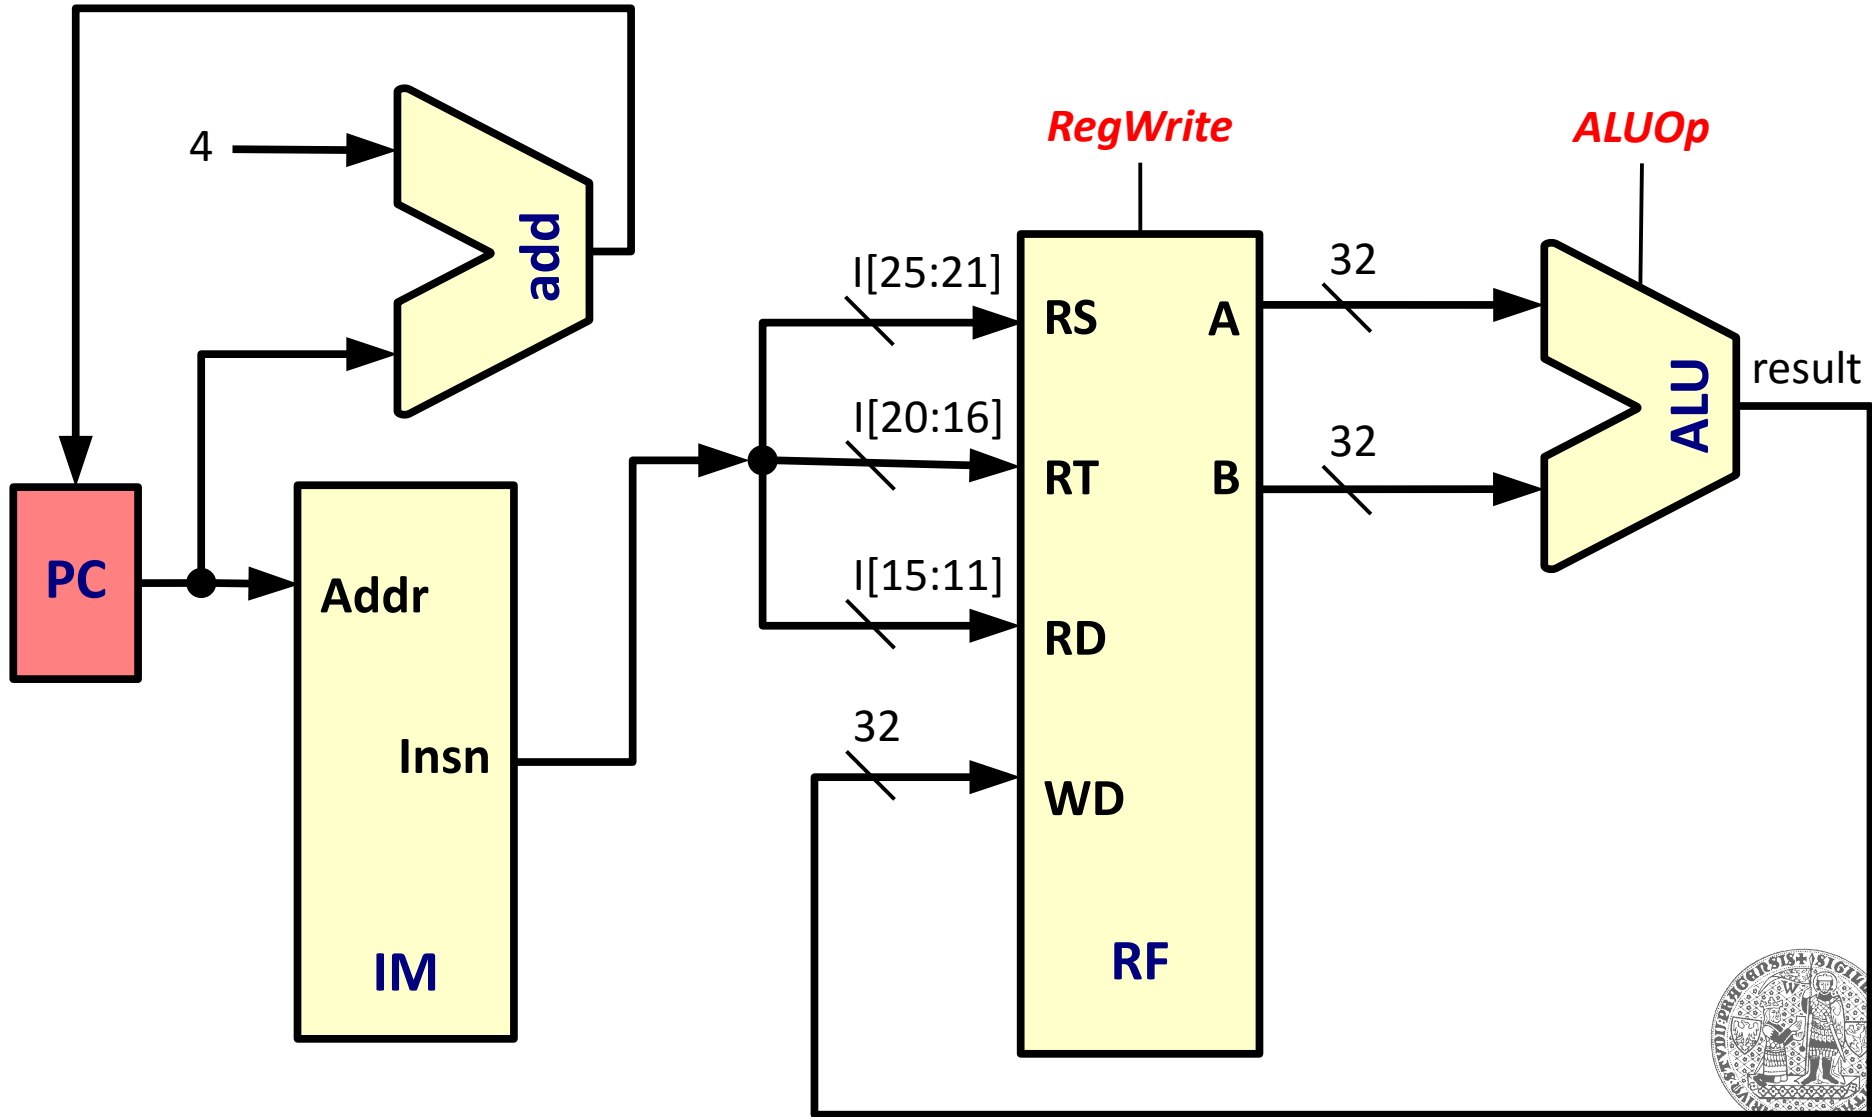 4
add
RegWrite
ALUOp
I[25:21]
32
RS
A
result
I[20:16]
ALU
32
RT
B
PC
Addr
I[15:11]
RD
32
Insn
WD
IM
RF